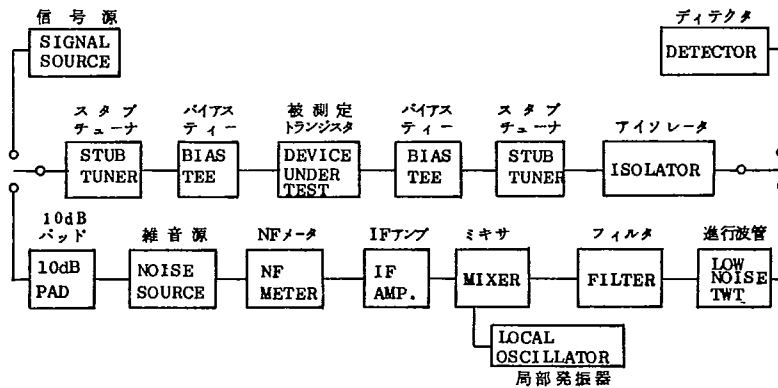 信号源
SIGNAL
SOURCE
ディテクタ
DETECTOR
スタブ
チューナ
STUB
TUNER
バイアス
ティー
BIAS
TEE
被測定
トランジスタ
DEVICE
UNDER
TEST
バイアス
ティー
BIAS
TEE
スタブ
チューナ
STUB
TUNER
アイソレータ
ISOLATOR
10dB
パッド
10dB
PAD
雑音源
NOISE
SOURCE
NFメータ
NF
METER
IFアンプ
IF
AMP.
ミキサ
MIXER
フィルタ
FILTER
進行波管
LOW
NOISE
TWT
LOCAL
OSCILLATOR
局部発振器